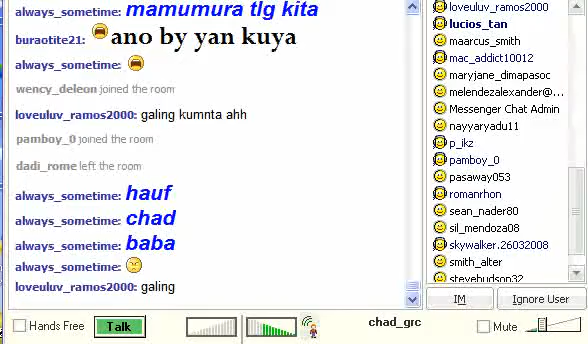 always_sometime: mamumura tlg kita
buraotite21: ano by yan kuya
always_sometime:
wency_deleon joined the room
loveuluv_ramos2000: galing kumnta ahh
pamboy_0 joined the room
dadi_rome left the room
always_sometime: hauf
always_sometime: chad
always_sometime: baba
always_sometime:
loveuluv_ramos2000: galing
loveuluv_ramos2000
lucios_tan
maarcus_smith
mac_addict10012
maryjane_dimapasoc
melendezalexander@...
Messenger Chat Admin
nayyaryadu11
p_ikz
pamboy_0
pasaway053
romanrhon
sean_nader80
sil_mendoza08
skywalker.26032008
smith_alter
stevehudson32
IM
Ignore User
Hands Free
Talk
chad_grc
Mute